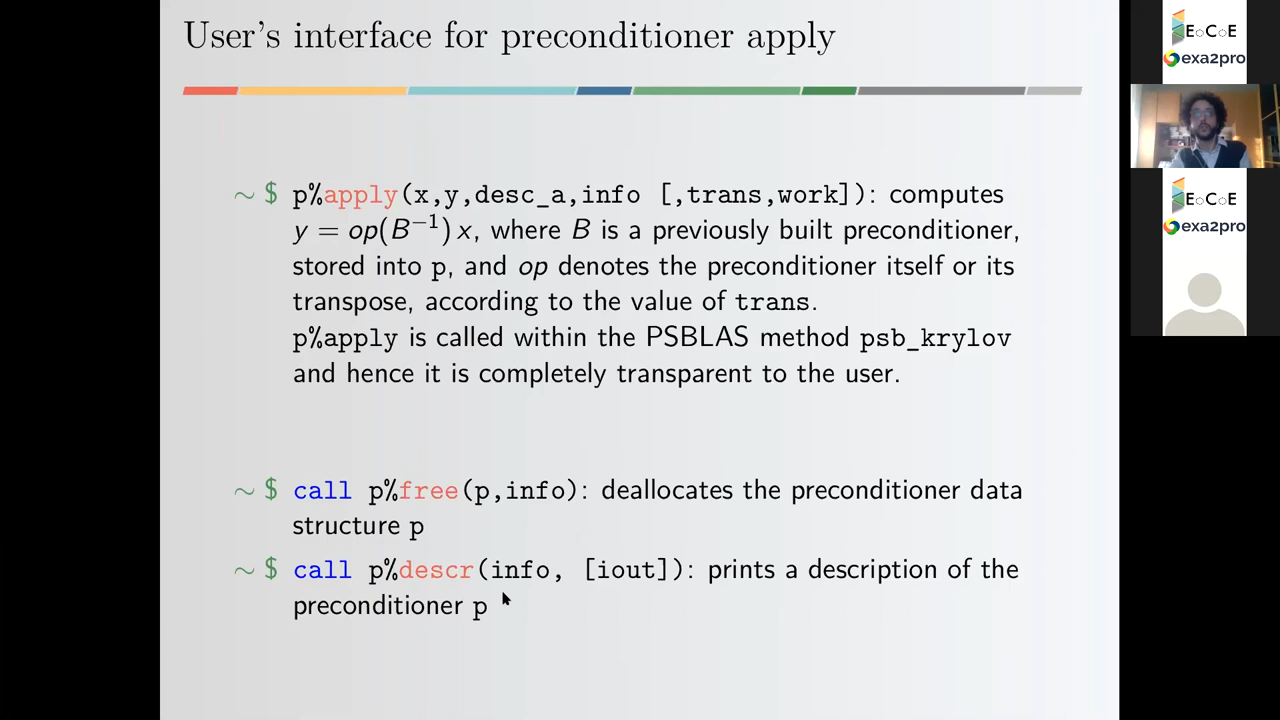 User's interface for preconditioner apply
~ $ p%apply(x,y,desc_a,info [,trans,work]): computes
y = op(B⁻¹)x, where B is a previously built preconditioner,
stored into p, and op denotes the preconditioner itself or its
transpose, according to the value of trans.
p%apply is called within the PSBLAS method psb_krylov
and hence it is completely transparent to the user.
~ $ call p%free(p,info): deallocates the preconditioner data
structure p
~ $ call p%descr(info, [iout]): prints a description of the
preconditioner p
EoCoE
exa2pro
EoCoE
exa2pro